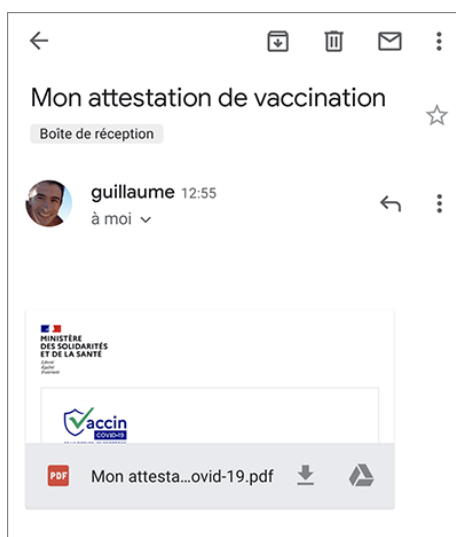 Mon attestation de vaccination
Boîte de réception
guillaume 12:55
à moi
MINISTÈRE
DES SOLIDARITÉS
ET DE LA SANTÉ
Liberté
Égalité
Fraternité
Vaccin
COVID-19
PDF Mon attesta...ovid-19.pdf